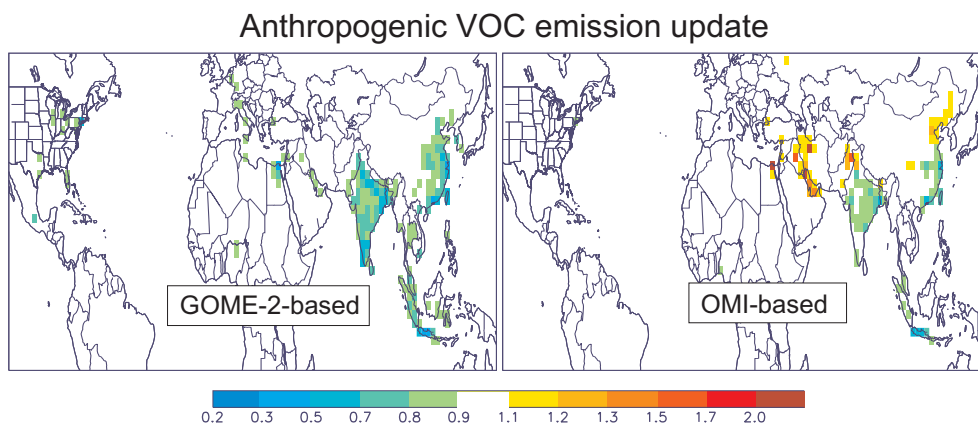 Anthropogenic VOC emission update
GOME-2-based
OMI-based
0.2 0.3 0.5 0.7 0.8 0.9 1.1 1.2 1.3 1.5 1.7 2.0